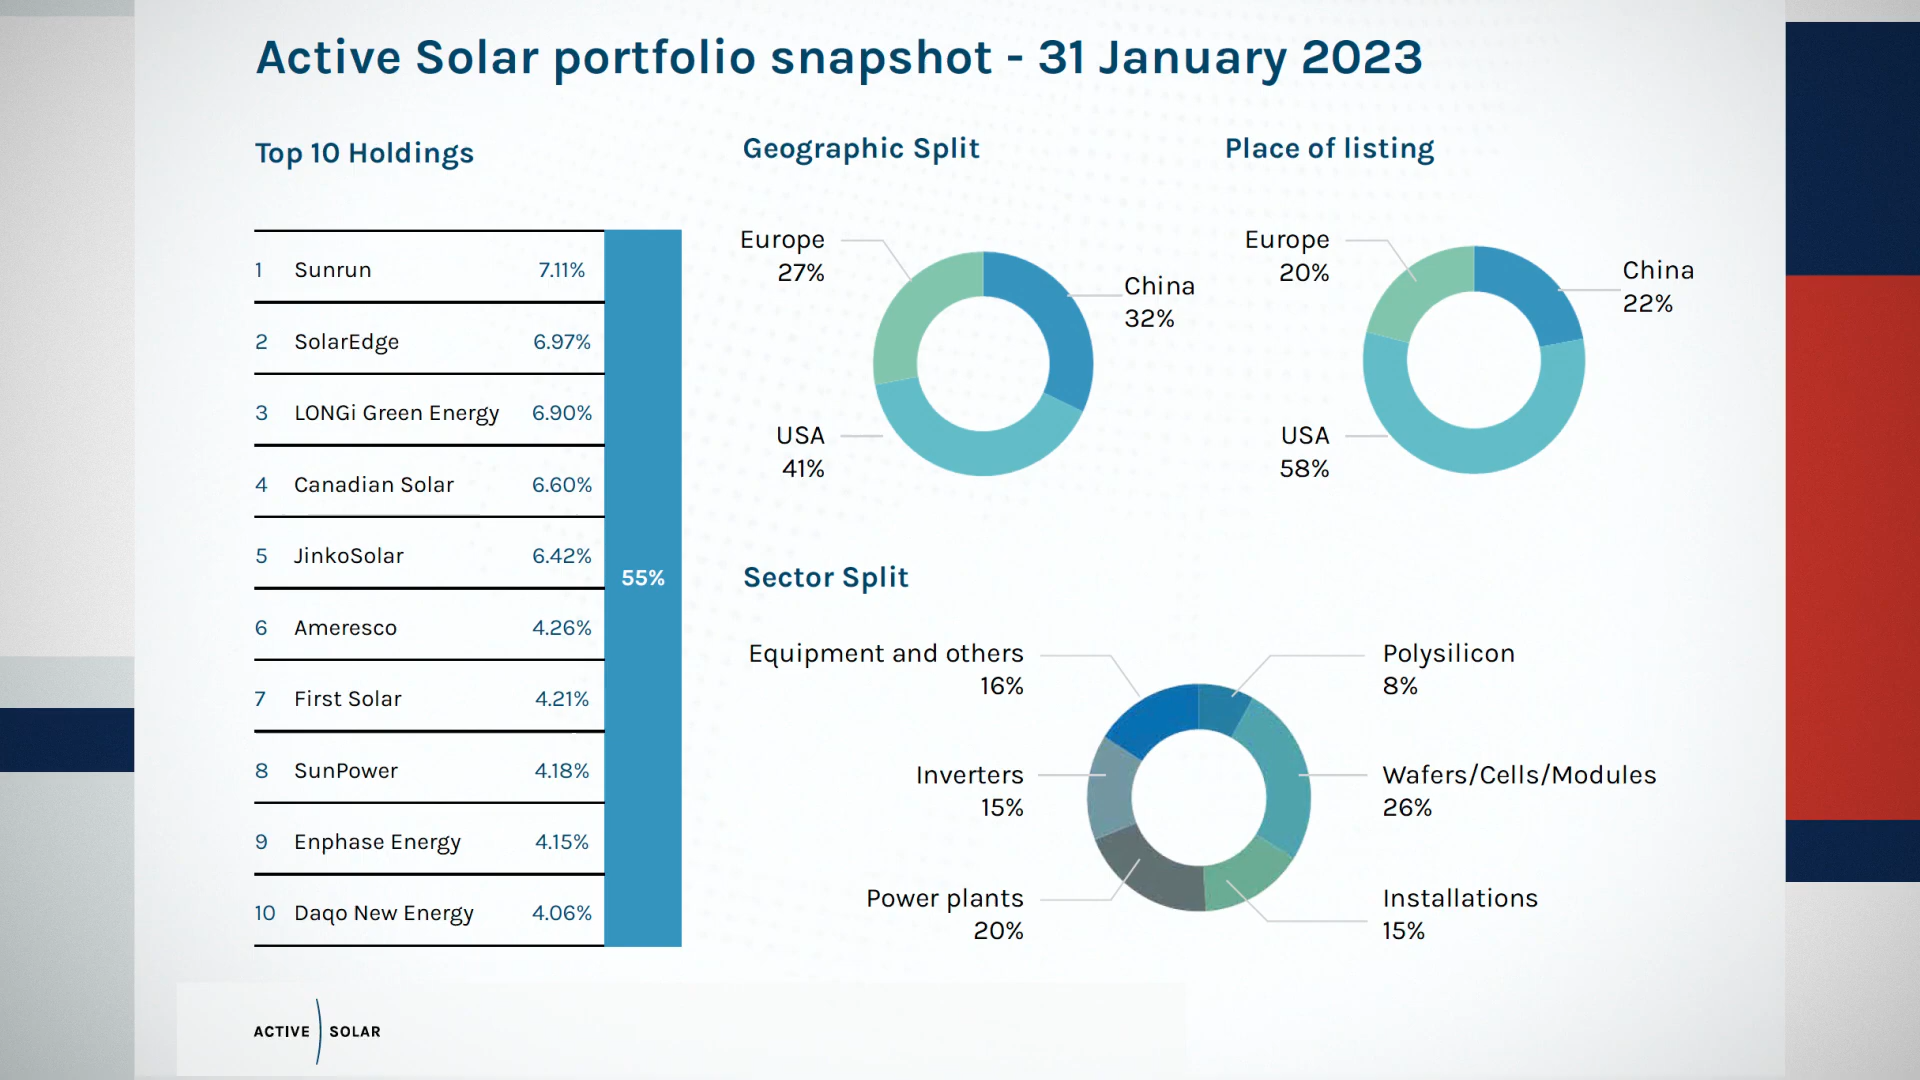 Active Solar portfolio snapshot - 31 January 2023
Top 10 Holdings
1 Sunrun 7.11%
2 SolarEdge 6.97%
3 LONGi Green Energy 6.90%
4 Canadian Solar 6.60%
5 JinkoSolar 6.42%
6 Ameresco 4.26%
7 First Solar 4.21%
8 SunPower 4.18%
9 Enphase Energy 4.15%
10 Daqo New Energy 4.06%
55%
Geographic Split
Europe
27%
China
32%
USA
41%
Place of listing
Europe
20%
China
22%
USA
58%
Sector Split
Equipment and others
16%
Polysilicon
8%
Inverters
15%
Wafers/Cells/Modules
26%
Power plants
20%
Installations
15%
ACTIVE SOLAR